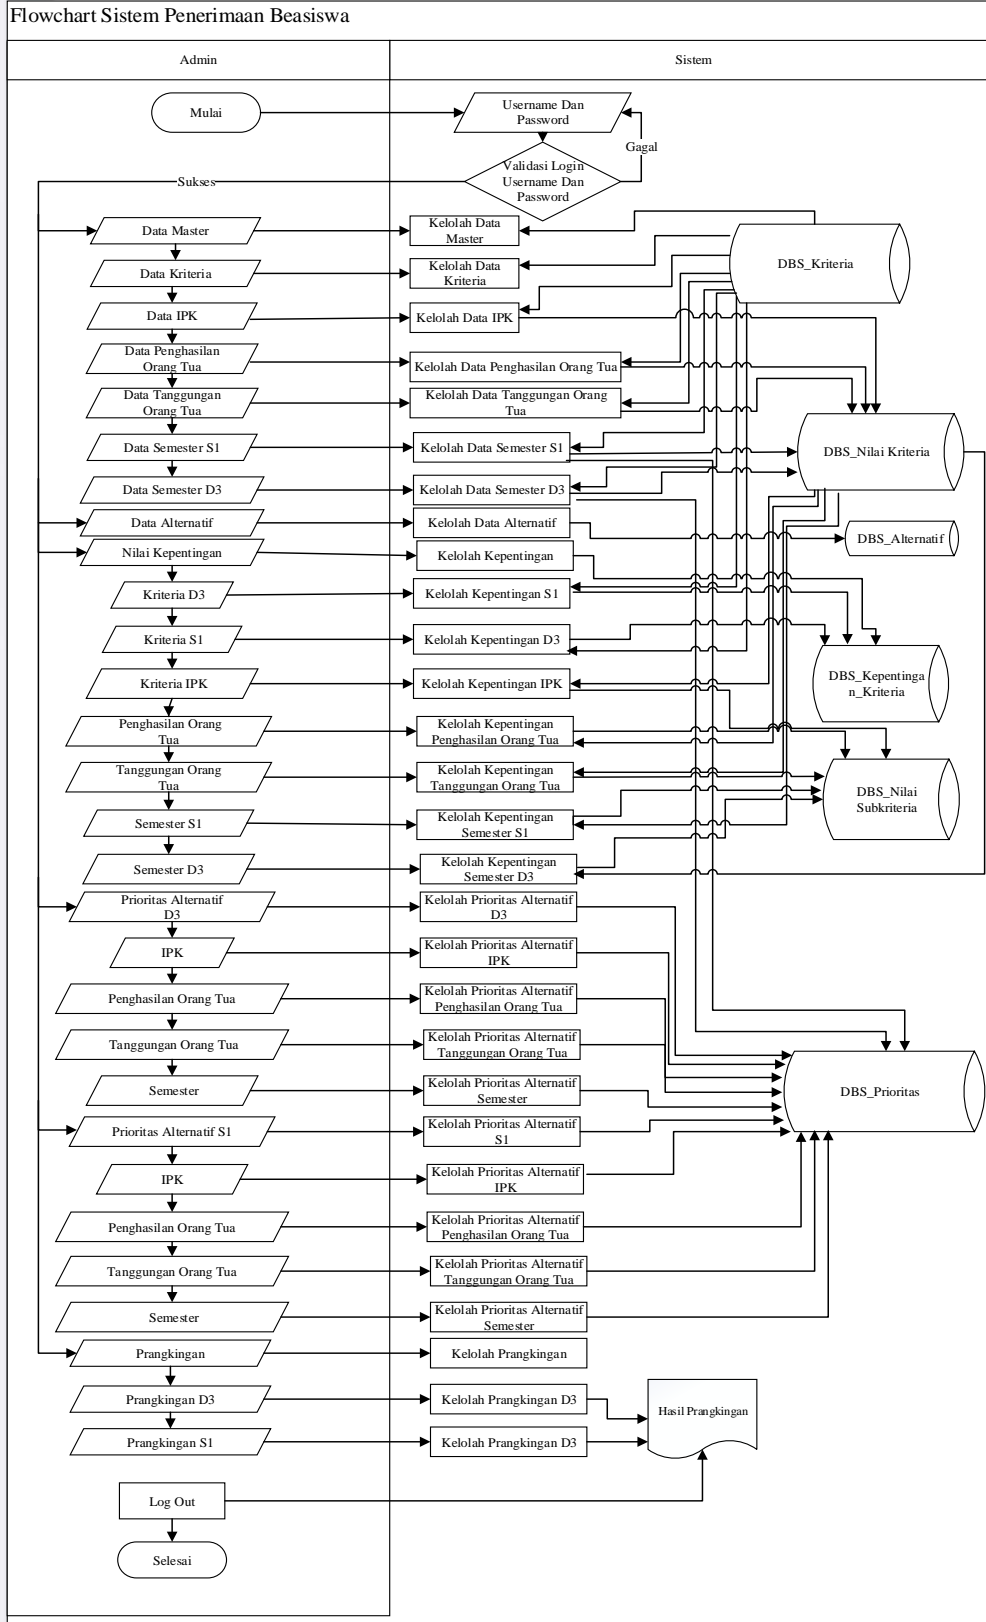 Flowchart Sistem Penerimaan Beasiswa
Admin
Sistem
Mulai
Username Dan
Password
Gagal
Validasi Login
Username Dan
Password
Sukses
Data Master
Kelolah Data
Master
DBS_Kriteria
Data Kriteria
Kelolah Data
Kriteria
Data IPK
Kelolah Data IPK
Data Penghasilan
Orang Tua
Kelolah Data Penghasilan Orang Tua
Data Tanggungan
Orang Tua
Kelolah Data Tanggungan Orang
Tua
Data Semester S1
Kelolah Data Semester S1
DBS_Nilai Kriteria
Data Semester D3
Kelolah Data Semester D3
Data Alternatif
Kelolah Data Alternatif
DBS_Alternatif
Nilai Kepentingan
Kelolah Kepentingan
Kriteria D3
Kelolah Kepentingan S1
Kriteria S1
Kelolah Kepentingan D3
Kriteria IPK
Kelolah Kepentingan IPK
DBS_Kepentinga
n_Kriteria
Penghasilan Orang
Tua
Kelolah Kepentingan
Penghasilan Orang Tua
Tanggungan Orang
Tua
Kelolah Kepentingan
Tanggungan Orang Tua
DBS_Nilai
Subkriteria
Semester S1
Kelolah Kepentingan
Semester S1
Semester D3
Kelolah Kepentingan
Semester D3
Prioritas Alternatif
D3
Kelolah Prioritas Alternatif
D3
IPK
Kelolah Prioritas Alternatif
IPK
Penghasilan Orang Tua
Kelolah Prioritas Alternatif
Penghasilan Orang Tua
Tanggungan Orang Tua
Kelolah Prioritas Alternatif
Tanggungan Orang Tua
Semester
Kelolah Prioritas Alternatif
Semester
DBS_Prioritas
Prioritas Alternatif S1
Kelolah Prioritas Alternatif
S1
IPK
Kelolah Prioritas Alternatif
IPK
Penghasilan Orang Tua
Kelolah Prioritas Alternatif
Penghasilan Orang Tua
Tanggungan Orang Tua
Kelolah Prioritas Alternatif
Tanggungan Orang Tua
Semester
Kelolah Prioritas Alternatif
Semester
Prangkingan
Kelolah Prangkingan
Prangkingan D3
Kelolah Prangkingan D3
Hasil Prangkingan
Prangkingan S1
Kelolah Prangkingan D3
Log Out
Selesai